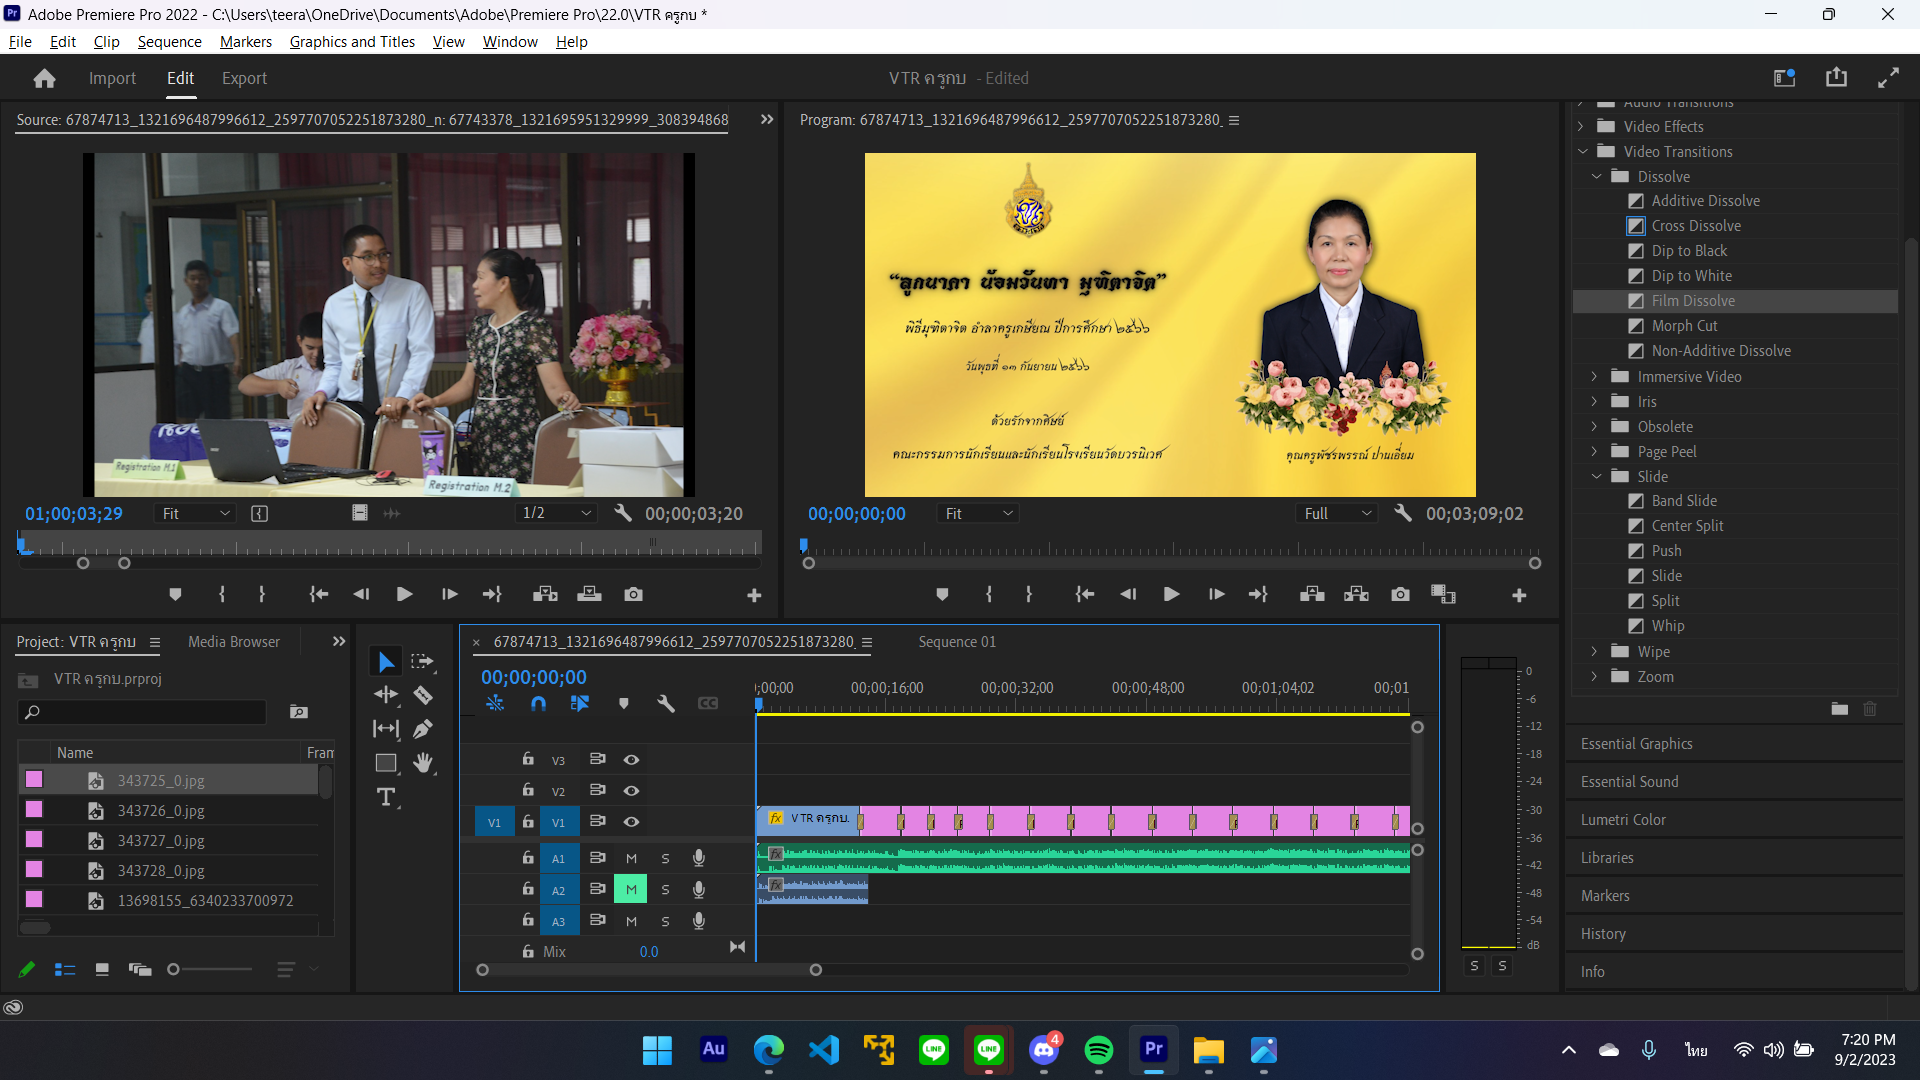 Adobe Premiere Pro 2022 - C:\Users\teera\OneDrive\Documents\Adobe\Premiere Pro\22.0\VTR ครูกบ *
File Edit Clip Sequence Markers Graphics and Titles View Window Help
Import Edit Export
VTR ครูกบ - Edited
Source: 67874713_1321696487996612_2597707052251873280_n: 67743378_1321695951329999_308394868
Registration M.1
Registration M.2
01;00;03;29 Fit 1/2 00;00;03;20
Program: 67874713_1321696487996612_2597707052251873280_
“ลูกนาคา น้อมวันทา มุทิตาจิต”
พิธีมุฑิตาจิต อำลาครูเกษียณ ปีการศึกษา ๒๕๖๖
วันพุธที่ ๑๓ กันยายน ๒๕๖๖
ด้วยรักจากศิษย์
คณะกรรมการนักเรียนและนักเรียนโรงเรียนวัดบวรนิเวศ
คุณครูพัชรพรรณ์ ปานเอี่ยม
00;00;00;00 Fit Full 00;03;09;02
Audio Transitions
Video Effects
Video Transitions
Dissolve
Additive Dissolve
Cross Dissolve
Dip to Black
Dip to White
Film Dissolve
Morph Cut
Non-Additive Dissolve
Immersive Video
Iris
Obsolete
Page Peel
Slide
Band Slide
Center Split
Push
Slide
Split
Whip
Wipe
Zoom
Essential Graphics
Essential Sound
Lumetri Color
Libraries
Markers
History
Info
Project: VTR ครูกบ Media Browser
VTR ครูกบ.prproj
Name Fram
343725_0.jpg
343726_0.jpg
343727_0.jpg
343728_0.jpg
13698155_6340233700972
67874713_1321696487996612_2597707052251873280_ Sequence 01
00;00;00;00
;00;00 00;00;16;00 00;00;32;00 00;00;48;00 00;01;04;02 00;01
V3
V2
V1 V1 fx VTR ครูกบ.
A1 M S fx
A2 M S fx
A3 M S
Mix 0.0
0
-6
-12
-18
-24
-30
-36
-42
-48
-54
dB
S S
Au LINE LINE 4 Pr
ไทย
7:20 PM
9/2/2023